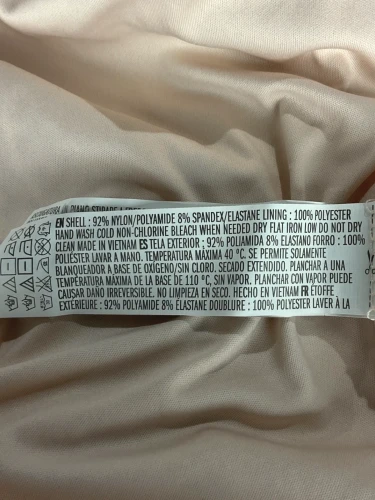 EN SHELL : 92% NYLON/POLYAMIDE 8% SPANDEX/ELASTANE LINING : 100% POLYESTER
HAND WASH COLD NON-CHLORINE BLEACH WHEN NEEDED DRY FLAT IRON LOW DO NOT DRY
CLEAN MADE IN VIETNAM ES TELA EXTERIOR ; 92% POLIAMIDA 8% ELASTANO FORRO : 100%
POLIÉSTER LAVAR A MANO. TEMPERATURA MÁXIMA 40 °C. SE PERMITE SOLAMENTE
BLANQUEADOR A BASE DE OXÍGENO/SIN CLORO. SECADO EXTENDIDO. PLANCHAR A UNA
TEMPERATURA MÁXIMA DE LA BASE DE 110 °C, SIN VAPOR. PLANCHAR CON VAPOR PUEDE
CAUSAR DAÑO IRREVERSIBLE. NO LIMPIEZA EN SECO. HECHO EN VIETNAM FR ÉTOFFE
EXTÉRIEURE : 92% POLYAMIDE 8% ÉLASTANE DOUBLURE : 100% POLYESTER LAVER À LA